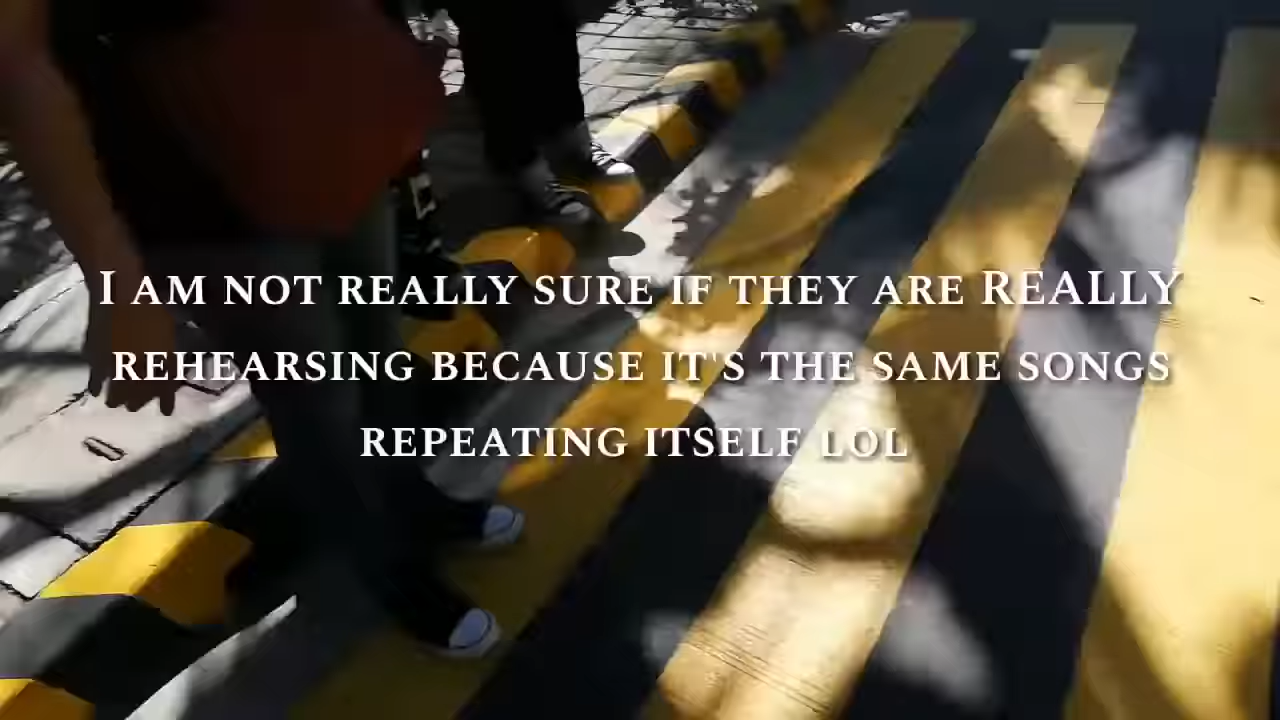 I am not really sure if they are REALLY
rehearsing because it's the same songs
repeating itself lol